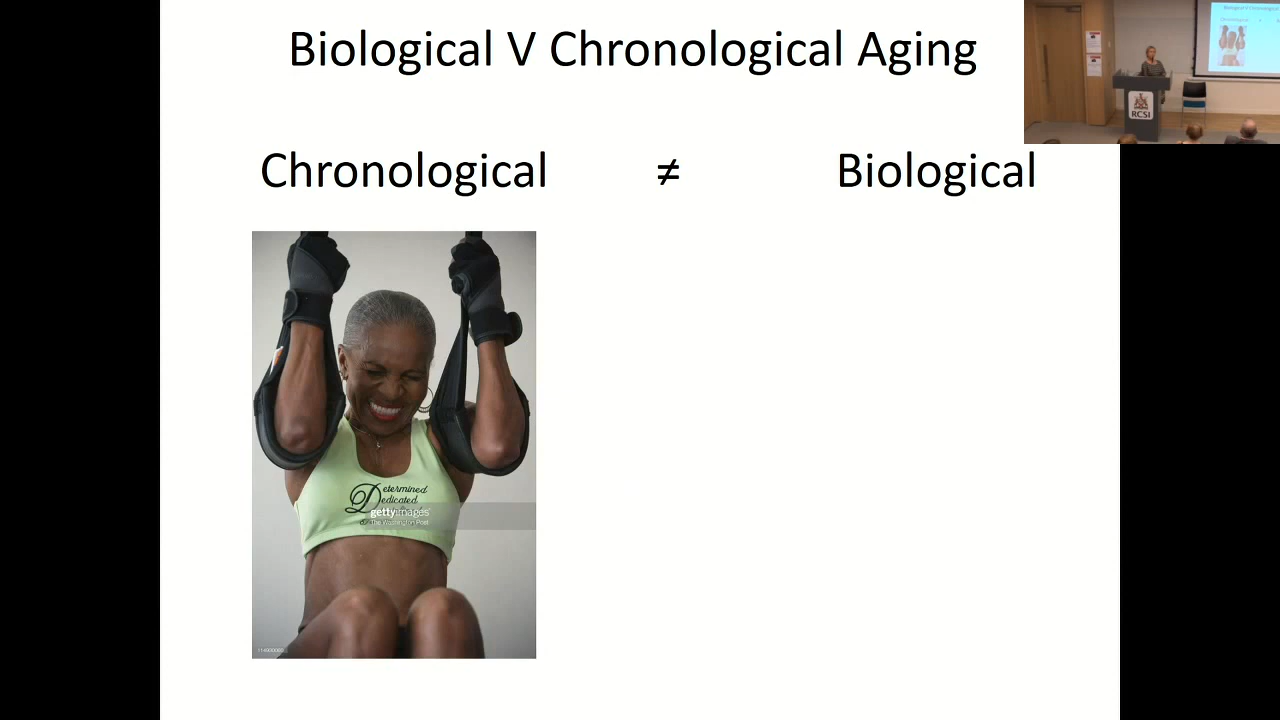 Biological V Chronological Aging
Chronological ≠ Biological
Determined
Dedicated
gettyimages
The Washington Post
RCSI